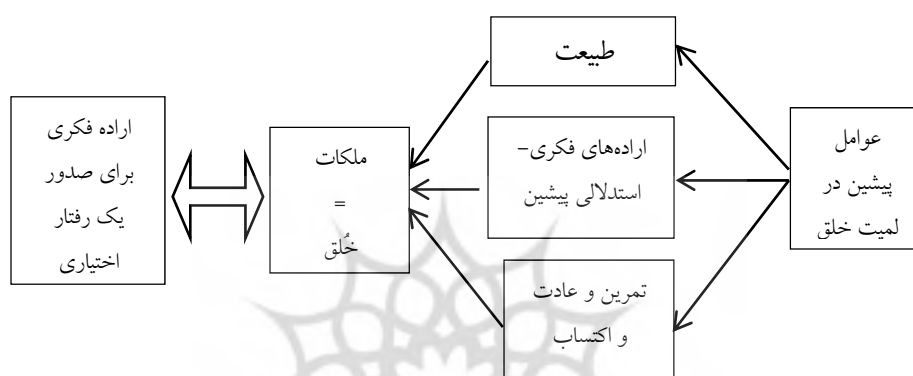 عوامل
پیشین در
لمیت خلق
طبیعت
اراده‌های فکری-
استدلالی پیشین
تمرین و عادت
و اکتساب
ملکات
=
خُلق
اراده فکری
برای صدور
یک رفتار
اختیاری